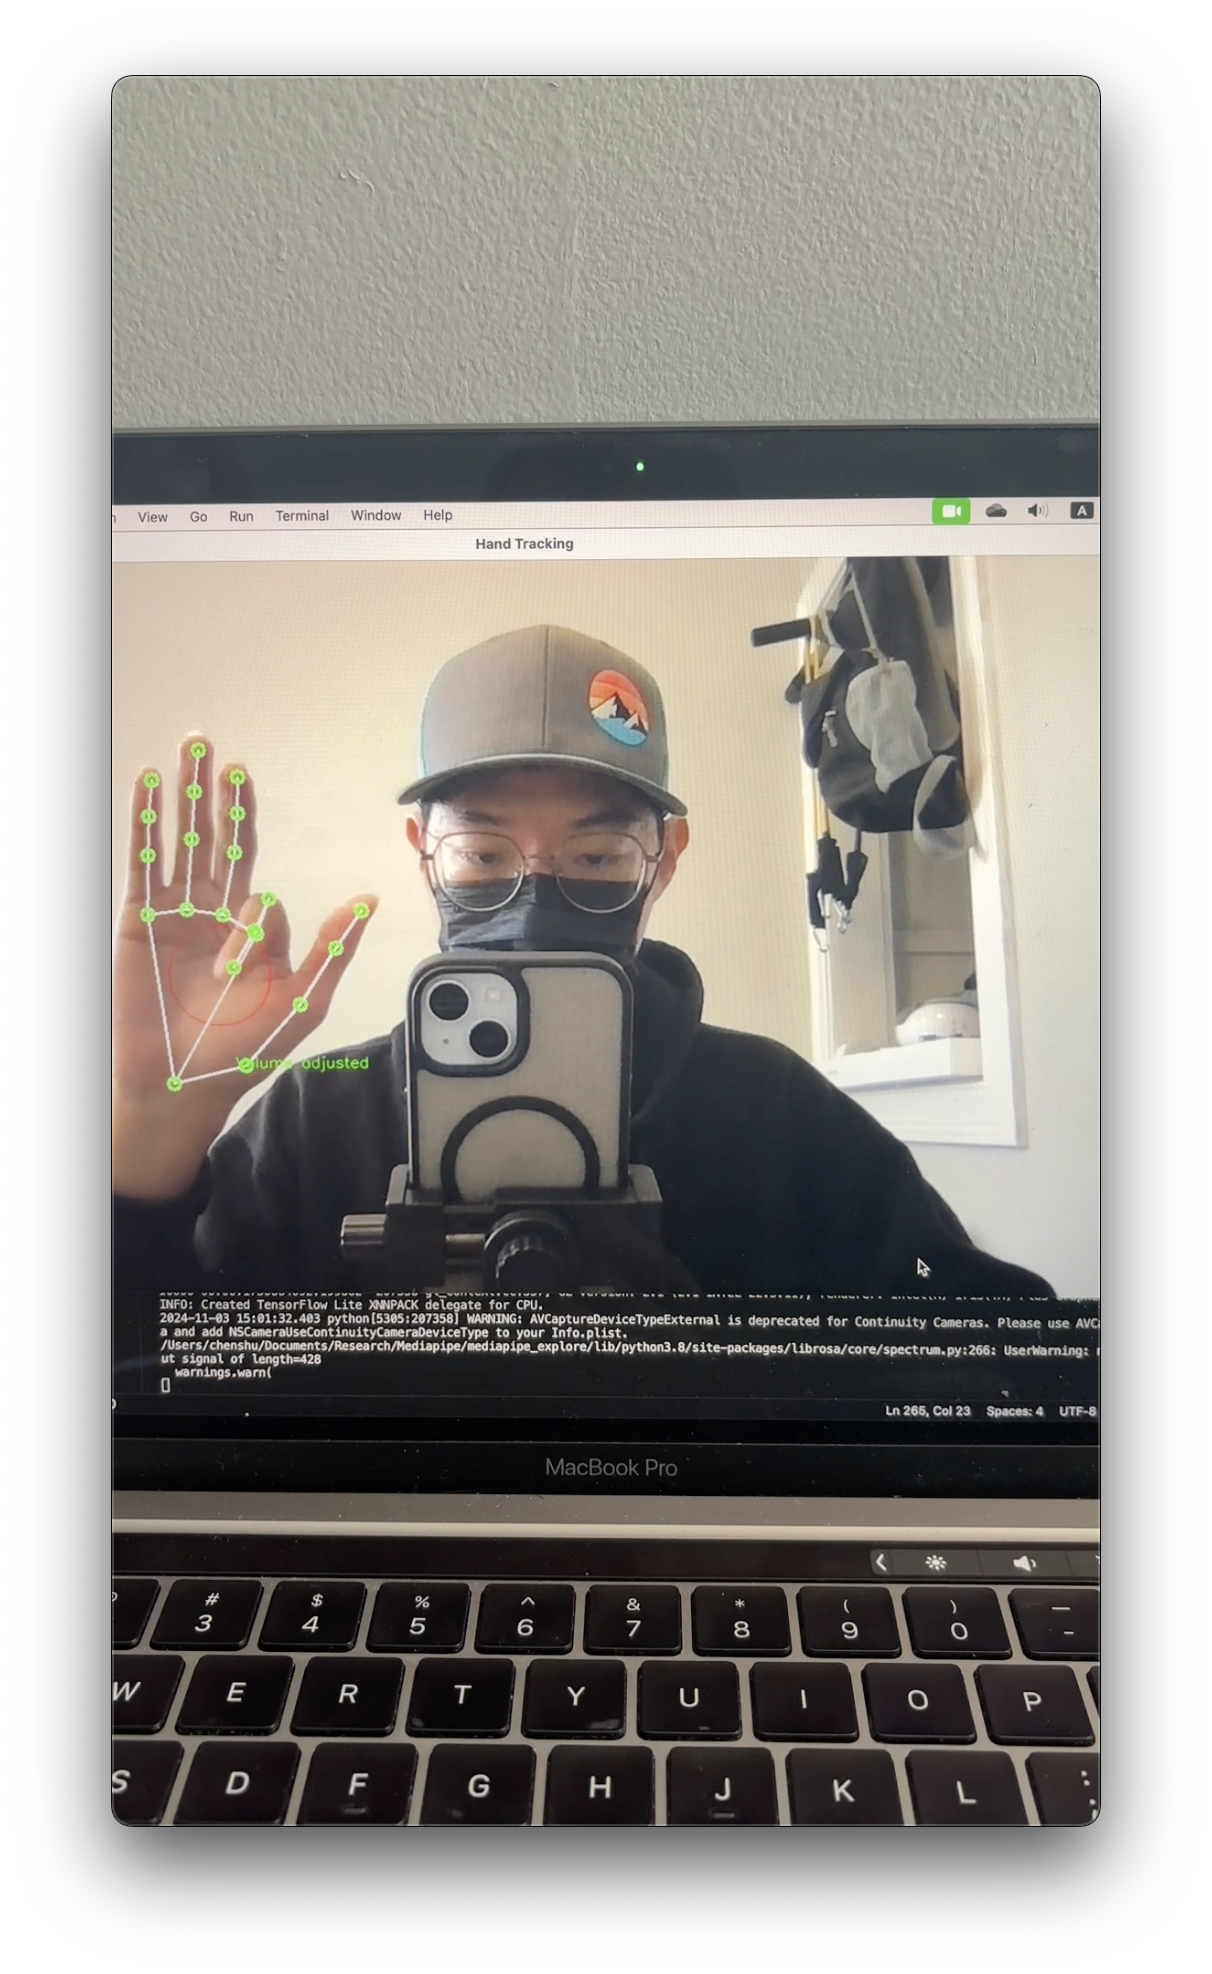 View Go Run Terminal Window Help A
Hand Tracking
adjusted
INFO: Created TensorFlow Lite XNNPACK delegate for CPU.
2024-11-03 15:01:32.403 python[5305:207358] WARNING: AVCaptureDeviceTypeExternal is deprecated for Continuity Cameras. Please use AVC
a and add NSCameraUseContinuityCameraDeviceType to your Info.plist.
/Users/chenshu/Documents/Research/Mediapipe/mediapipe_explore/lib/python3.8/site-packages/librosa/core/spectrum.py:266: UserWarning:
ut signal of length=428
warnings.warn(
Ln 265, Col 23 Spaces: 4 UTF-8
MacBook Pro
# $ % ^ & * ( ) —
3 4 5 6 7 8 9 0 -
W E R T Y U I O P
S D F G H J K L ;